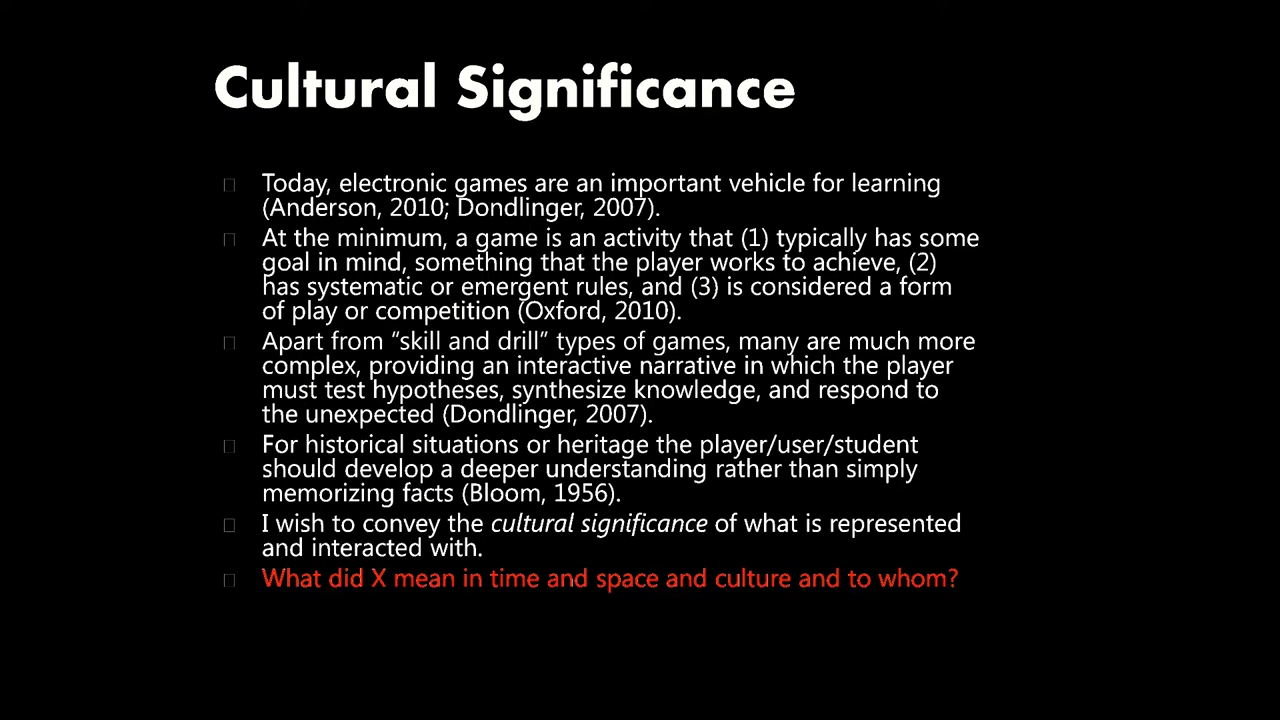 Cultural Significance
Today, electronic games are an important vehicle for learning
(Anderson, 2010; Dondlinger, 2007).
At the minimum, a game is an activity that (1) typically has some
goal in mind, something that the player works to achieve, (2)
has systematic or emergent rules, and (3) is considered a form
of play or competition (Oxford, 2010).
Apart from “skill and drill” types of games, many are much more
complex, providing an interactive narrative in which the player
must test hypotheses, synthesize knowledge, and respond to
the unexpected (Dondlinger, 2007).
For historical situations or heritage the player/user/student
should develop a deeper understanding rather than simply
memorizing facts (Bloom, 1956).
I wish to convey the cultural significance of what is represented
and interacted with.
What did X mean in time and space and culture and to whom?